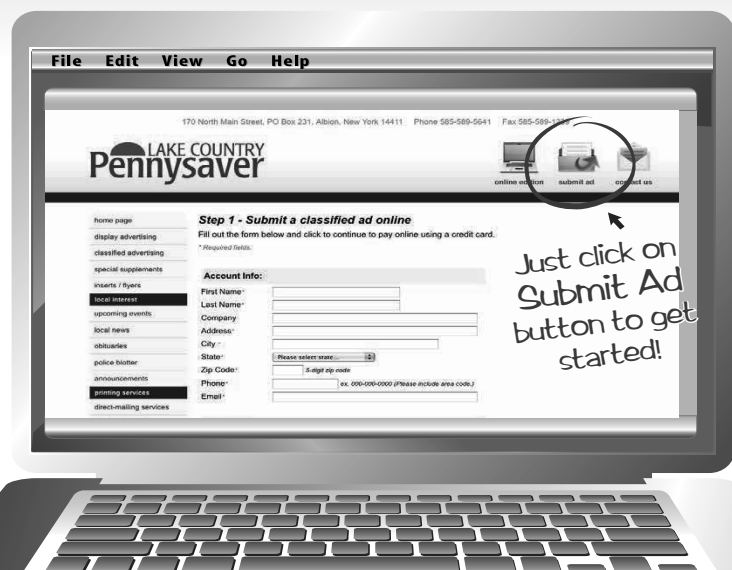 File Edit View Go Help
170 North Main Street, PO Box 231, Albion, New York 14411 Phone 585-589-5641 Fax 585-589-
LAKE COUNTRY
Pennysaver
online edition submit ad contact us
home page
display advertising
classified advertising
special supplements
inserts / flyers
local interest
upcoming events
local news
obituaries
police blotter
announcements
printing services
direct-mailing services
Step 1 - Submit a classified ad online
Fill out the form below and click to continue to pay online using a credit card.
* Required fields.
Account Info:
First Name*
Last Name*
Company
Address*
City *
State* Please select state...
Zip Code* 5-digit zip code
Phone* ex. 000-000-0000 (Please include area code.)
Email*
Just click on
Submit Ad
button to get
started!